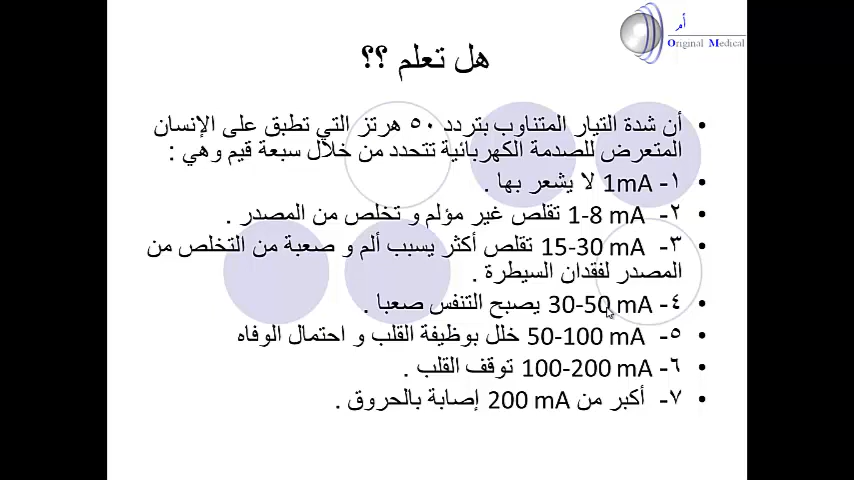 أم
Original Medical
هل تعلم ؟؟
• أن شدة التيار المتناوب بتردد ٥٠ هرتز التي تطبق على الإنسان
المتعرض للصدمة الكهربائية تتحدد من خلال سبعة قيم وهي :
• ١- 1mA لا يشعر بها .
• ٢- 1-8 mA تقلص غير مؤلم و تخلص من المصدر .
• ٣- 15-30 mA تقلص أكثر يسبب ألم و صعبة من التخلص من
المصدر لفقدان السيطرة .
• ٤- 30-50 mA يصبح التنفس صعبا .
• ٥- 50-100 mA خلل بوظيفة القلب و احتمال الوفاه
• ٦- 100-200 mA توقف القلب .
• ٧- أكبر من 200 mA إصابة بالحروق .